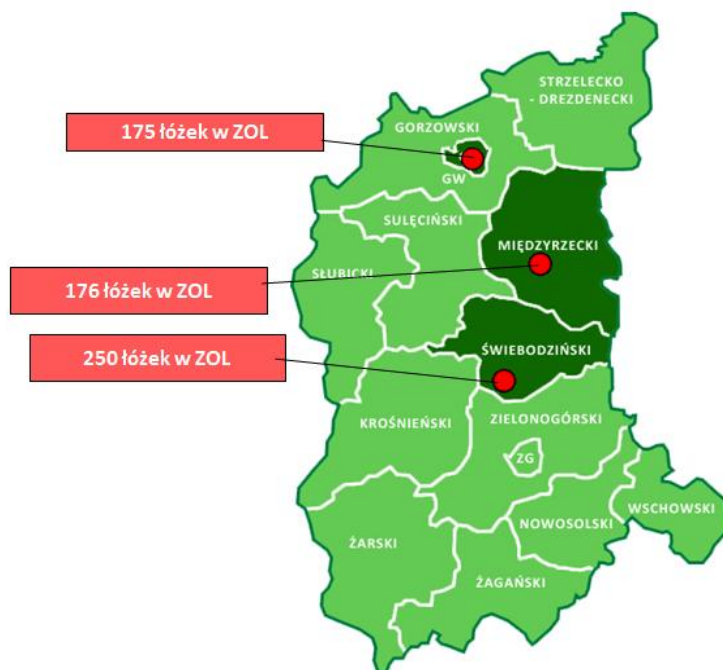 STRZELECKO
- DREZDENECKI
175 łóżek w ZOL
GORZOWSKI
GW
SULĘCIŃSKI
MIĘDZYRZECKI
SŁUBICKI
176 łóżek w ZOL
ŚWIEBODZIŃSKI
250 łóżek w ZOL
KROŚNIEŃSKI
ZIELONOGÓRSKI
ZG
WSCHOWSKI
NOWOSOLSKI
ŻARSKI
ŻAGAŃSKI